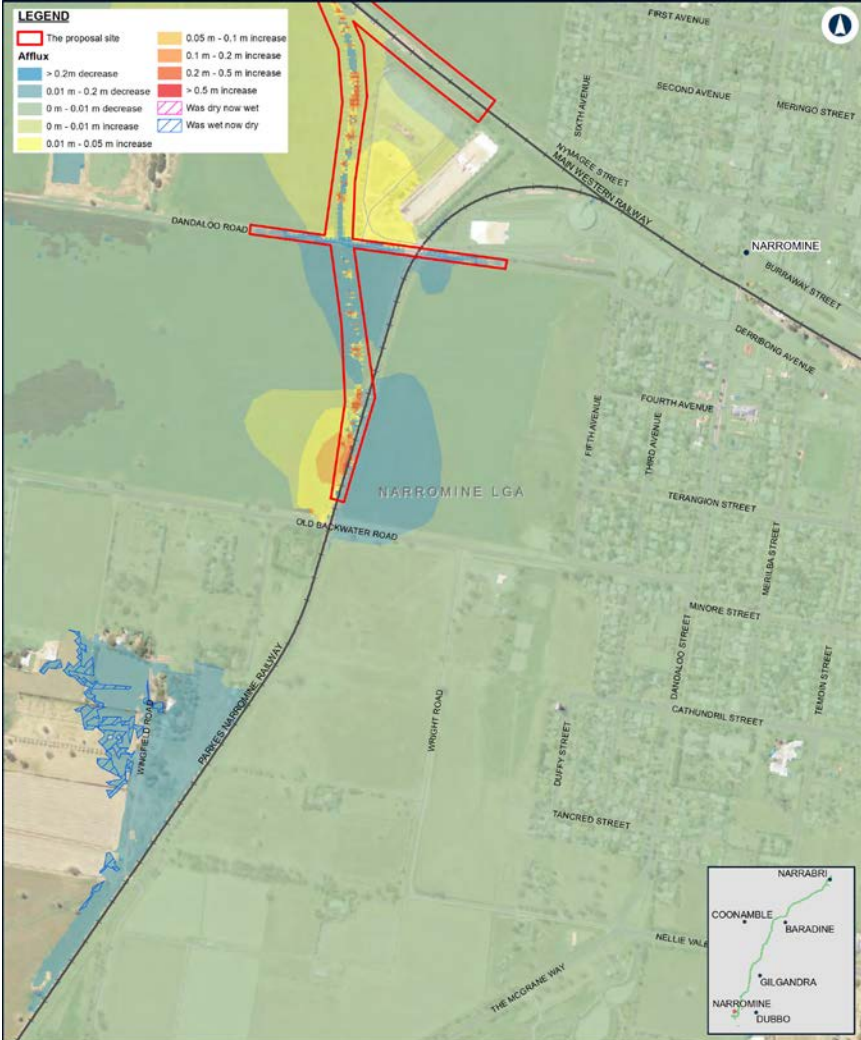 LEGEND
The proposal site
Afflux
> 0.2m decrease
0.01 m - 0.2 m decrease
0 m - 0.01 m decrease
0 m - 0.01 m increase
0.01 m - 0.05 m increase
0.05 m - 0.1 m increase
0.1 m - 0.2 m increase
0.2 m - 0.5 m increase
> 0.5 m increase
Was dry now wet
Was wet now dry
FIRST AVENUE
SECOND AVENUE
MERINGO STREET
SIXTH AVENUE
NYMAGEE STREET
MAIN WESTERN RAILWAY
DANDALOO ROAD
NARROMINE
BURRAWAY STREET
DERRIBONG AVENUE
FOURTH AVENUE
FIFTH AVENUE
THIRD AVENUE
NARROMINE LGA
TERANGION STREET
OLD BACKWATER ROAD
MERILBA STREET
MINORE STREET
DANDALOO STREET
TEMOIN STREET
PARKES NARROMINE RAILWAY
WINGFIELD ROAD
WRIGHT ROAD
CATHUNDRIL STREET
DUFFY STREET
TANCRED STREET
NELLIE VALE
THE MCGRANE WAY
NARRABRI
COONAMBLE
BARADINE
GILGANDRA
NARROMINE
DUBBO